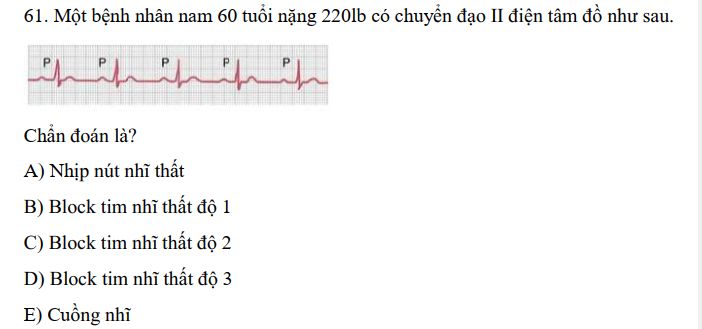 61. Một bệnh nhân nam 60 tuổi nặng 220lb có chuyển đạo II điện tâm đồ như sau.
P P P P P
Chẩn đoán là?
A) Nhịp nút nhĩ thất
B) Block tim nhĩ thất độ 1
C) Block tim nhĩ thất độ 2
D) Block tim nhĩ thất độ 3
E) Cuồng nhĩ